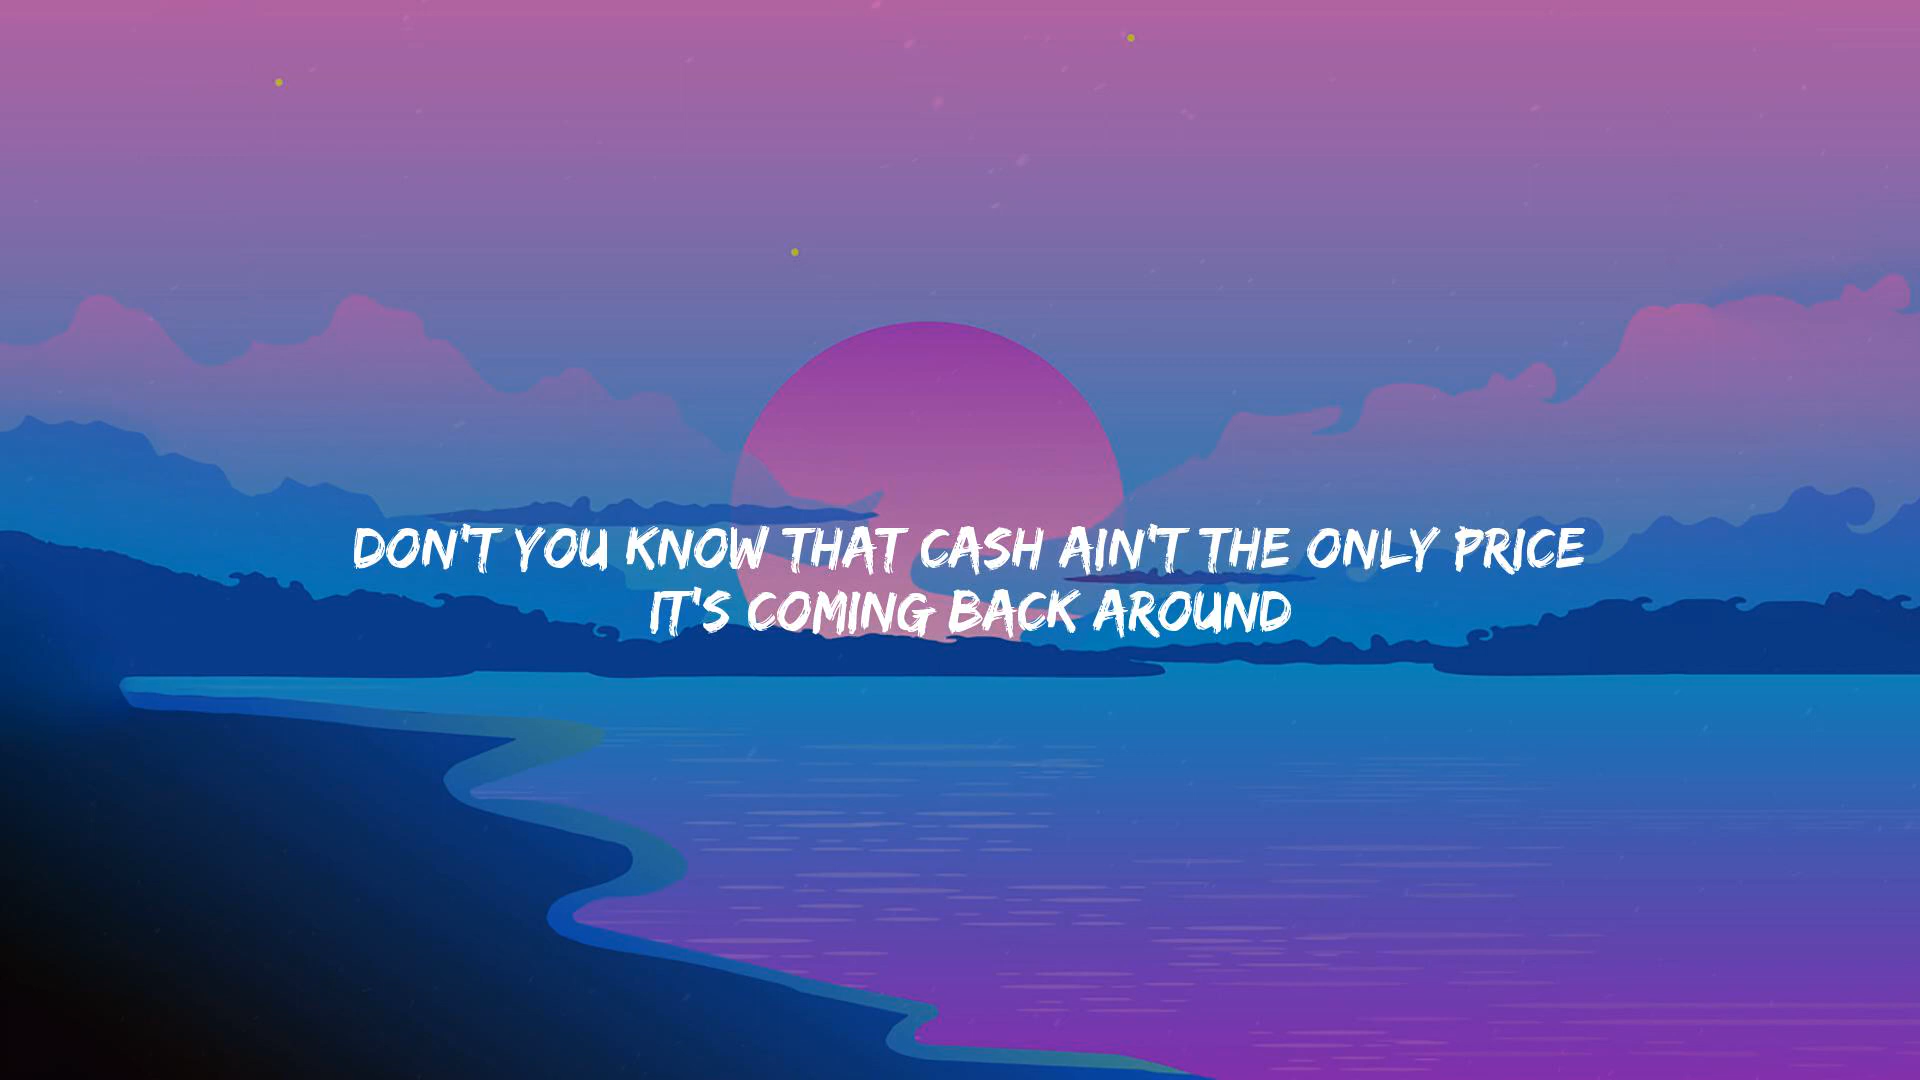 DON'T YOU KNOW THAT CASH AIN'T THE ONLY PRICE
IT'S COMING BACK AROUND